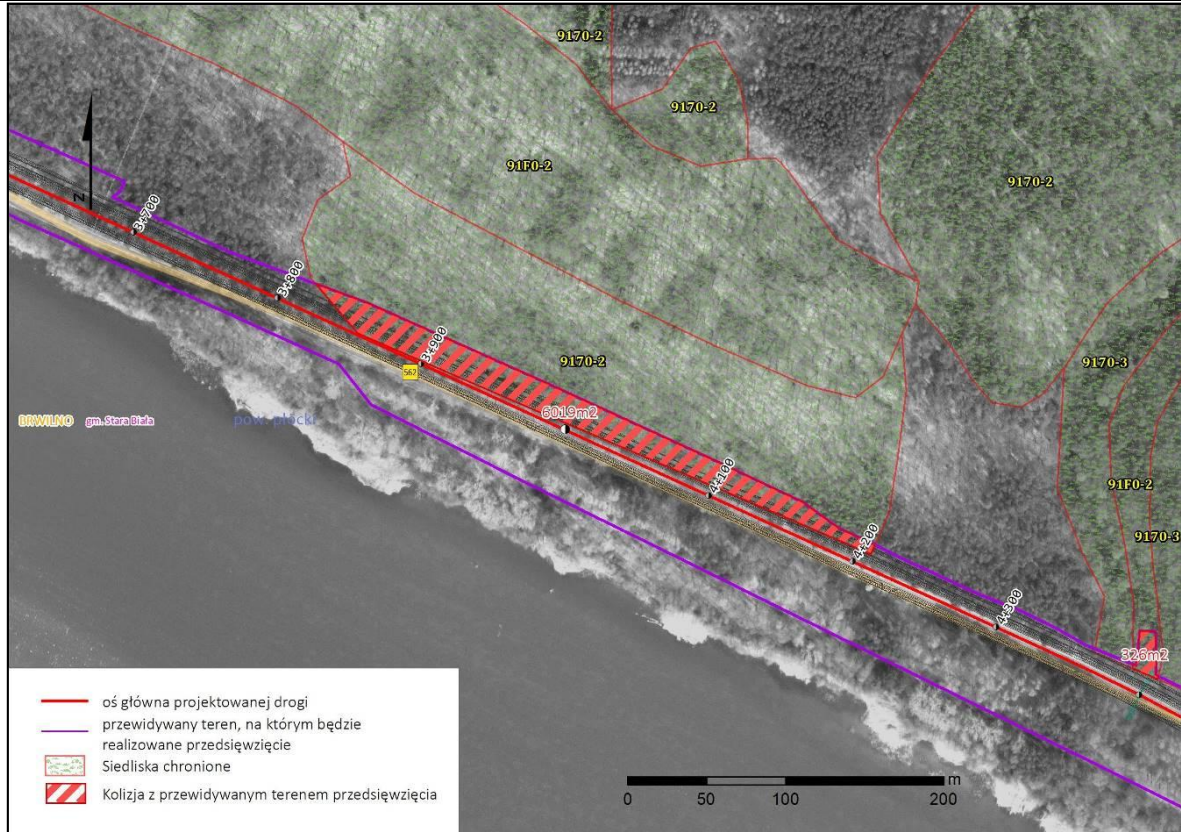 9170-2
9170-2
91F0-2
9170-2
Z
3+700
3+800
3+900
9170-2
9170-3
562
6019m2
BRWILNO gm. Stara Biała pow. płocki
4+100
91F0-2
4+200
9170-3
4+300
326m2
oś główna projektowanej drogi
przewidywany teren, na którym będzie
realizowane przedsięwzięcie
Siedliska chronione
Kolizja z przewidywanym terenem przedsięwzięcia
m
0 50 100 200